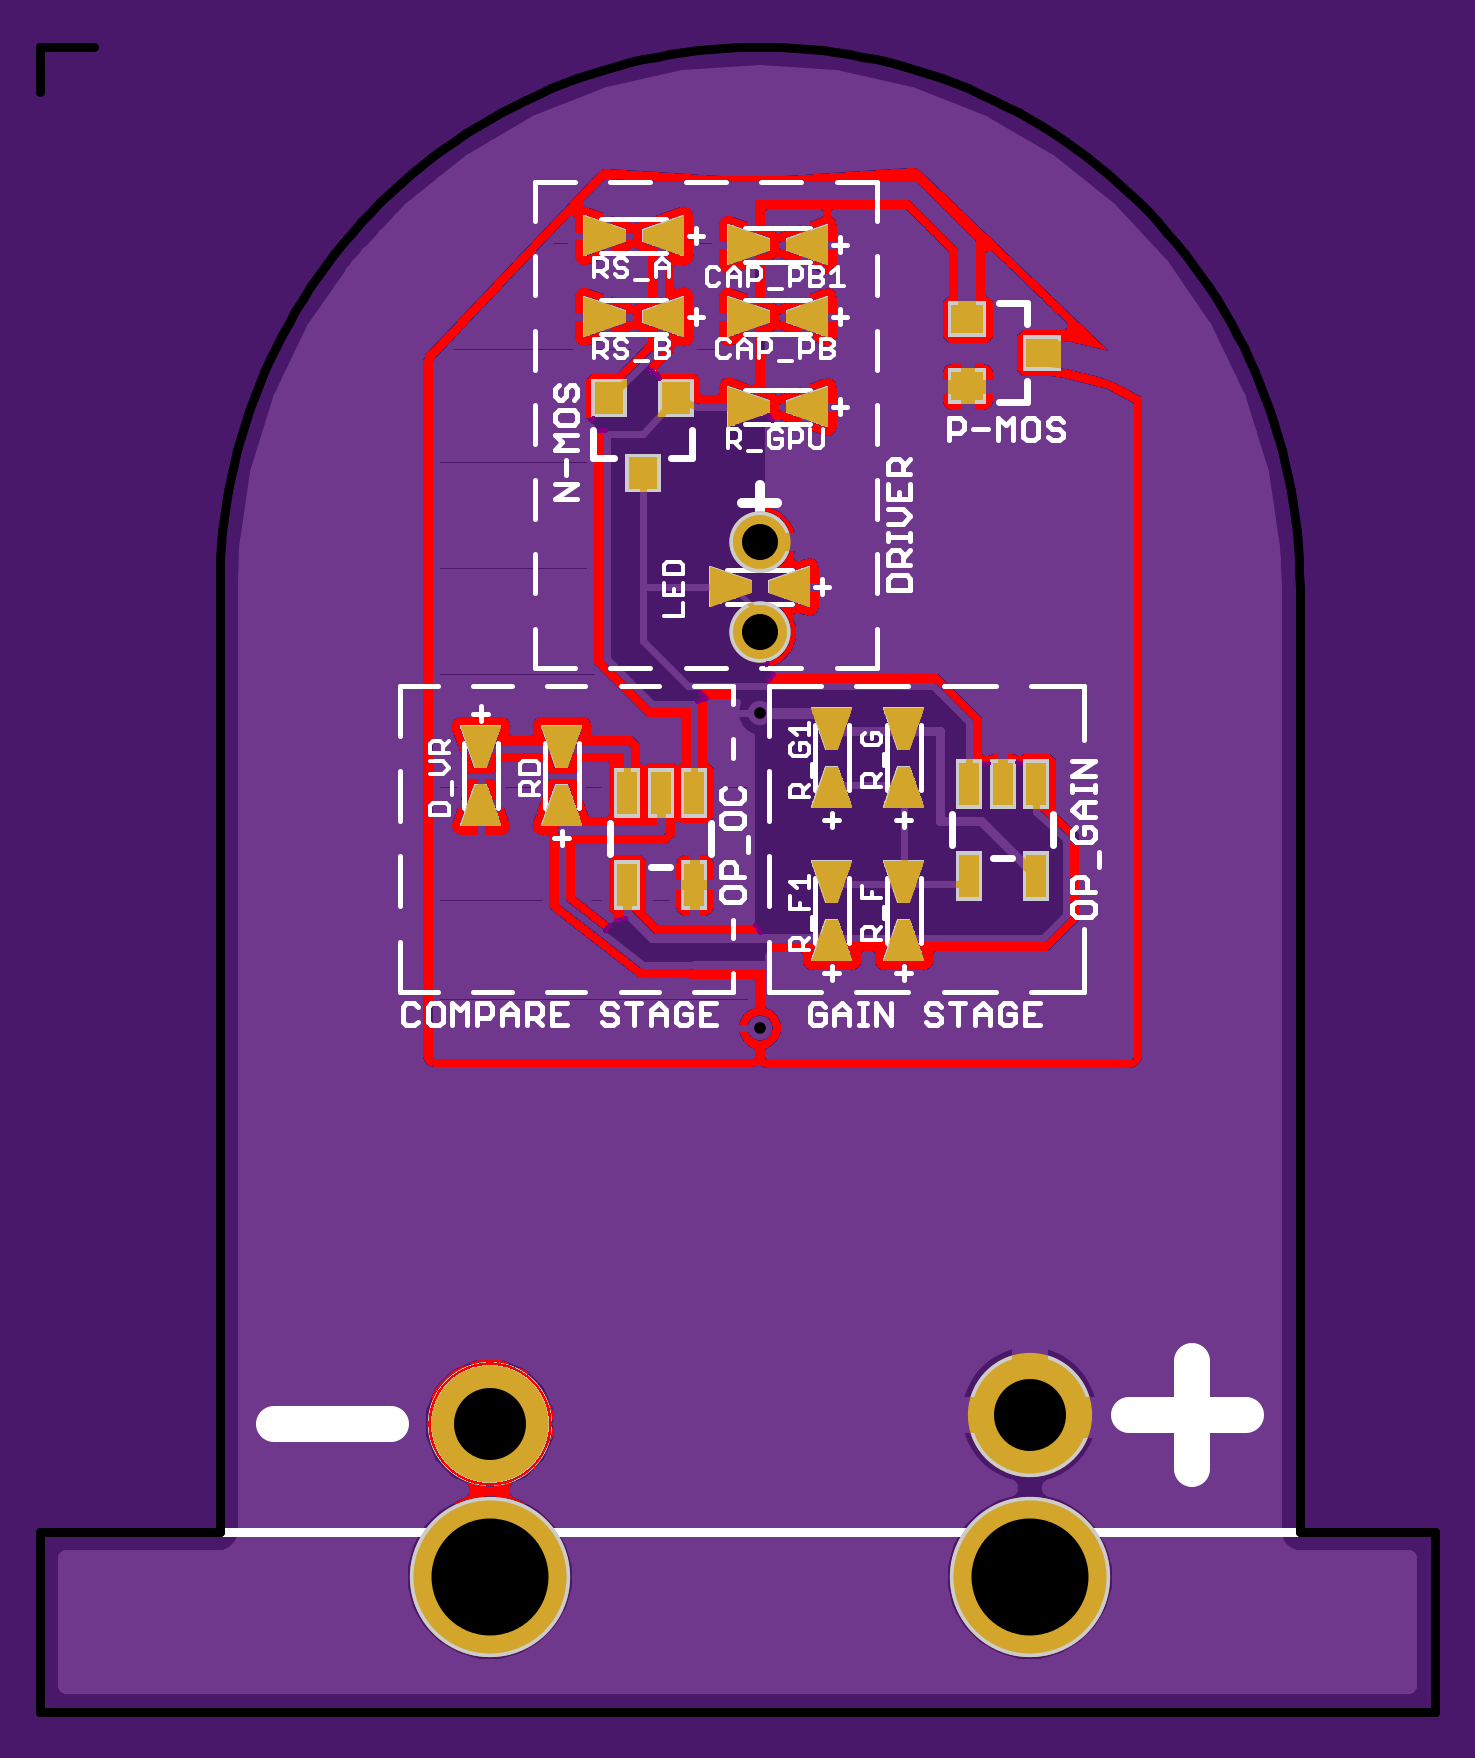 RS_A
CAP_PB1
RS_B
CAP_PB
N-MOS
R_GPU
P-MOS
DRIVER
LED
D_VR
RD
OP_OC
R_G1
R_G
OP_GAIN
R_F1
R_F
COMPARE STAGE
GAIN STAGE